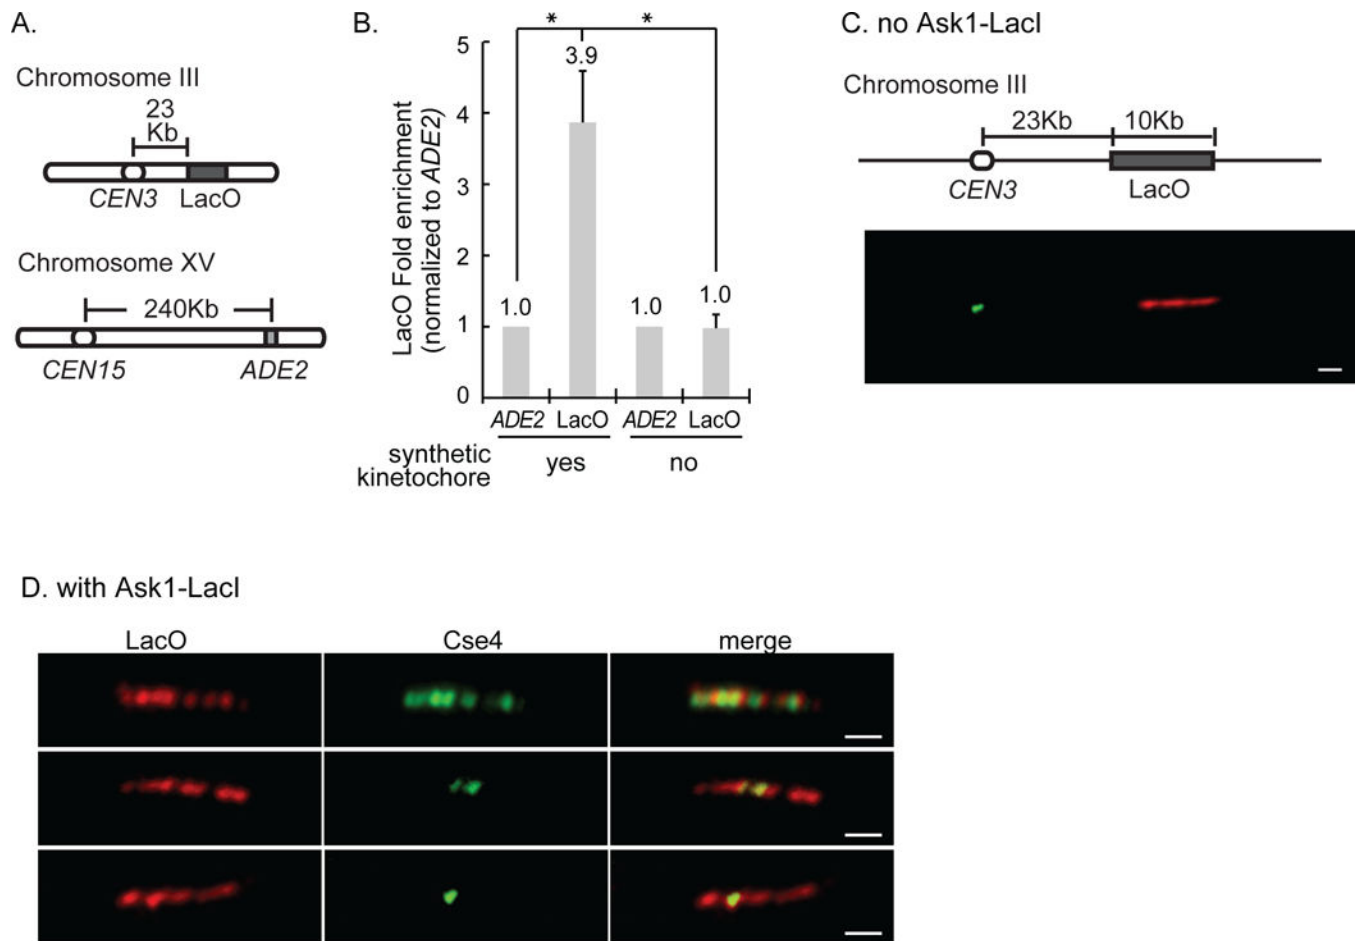 A.
Chromosome III
23
Kb
CEN3
LacO
Chromosome XV
240Kb
CEN15
ADE2
B.
LacO Fold enrichment
(normalized to ADE2)
5
4
3
2
1
0
*
*
1.0
3.9
1.0
1.0
ADE2 LacO ADE2 LacO
synthetic
kinetochore
yes
no
C. no Ask1-LacI
Chromosome III
23Kb
10Kb
CEN3
LacO
D. with Ask1-LacI
LacO
Cse4
merge